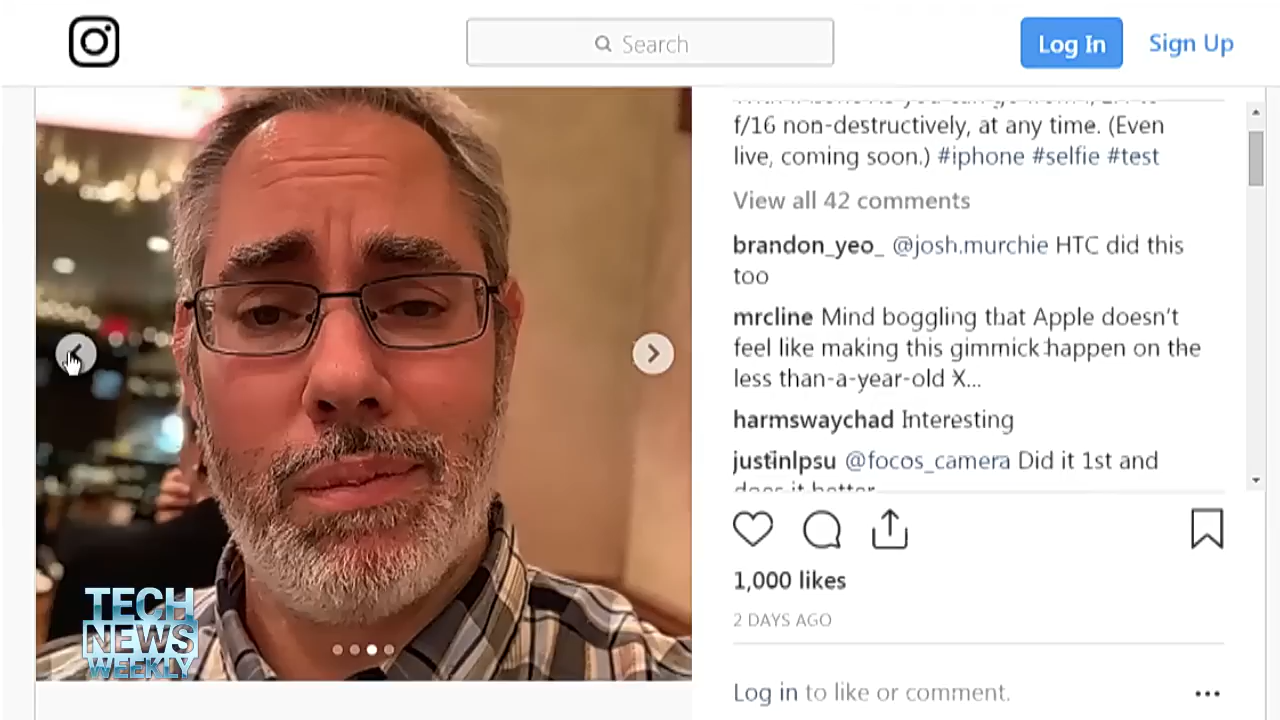 Search
Log In
Sign Up
f/16 non-destructively, at any time. (Even
live, coming soon.) #iphone #selfie #test
View all 42 comments
brandon_yeo_ @josh.murchie HTC did this
too
mrcline Mind boggling that Apple doesn't
feel like making this gimmick happen on the
less than-a-year-old X...
harmswaychad Interesting
justinlpsu @focos_camera Did it 1st and
does it better
1,000 likes
2 DAYS AGO
Log in to like or comment.
TECH
NEWS
WEEKLY